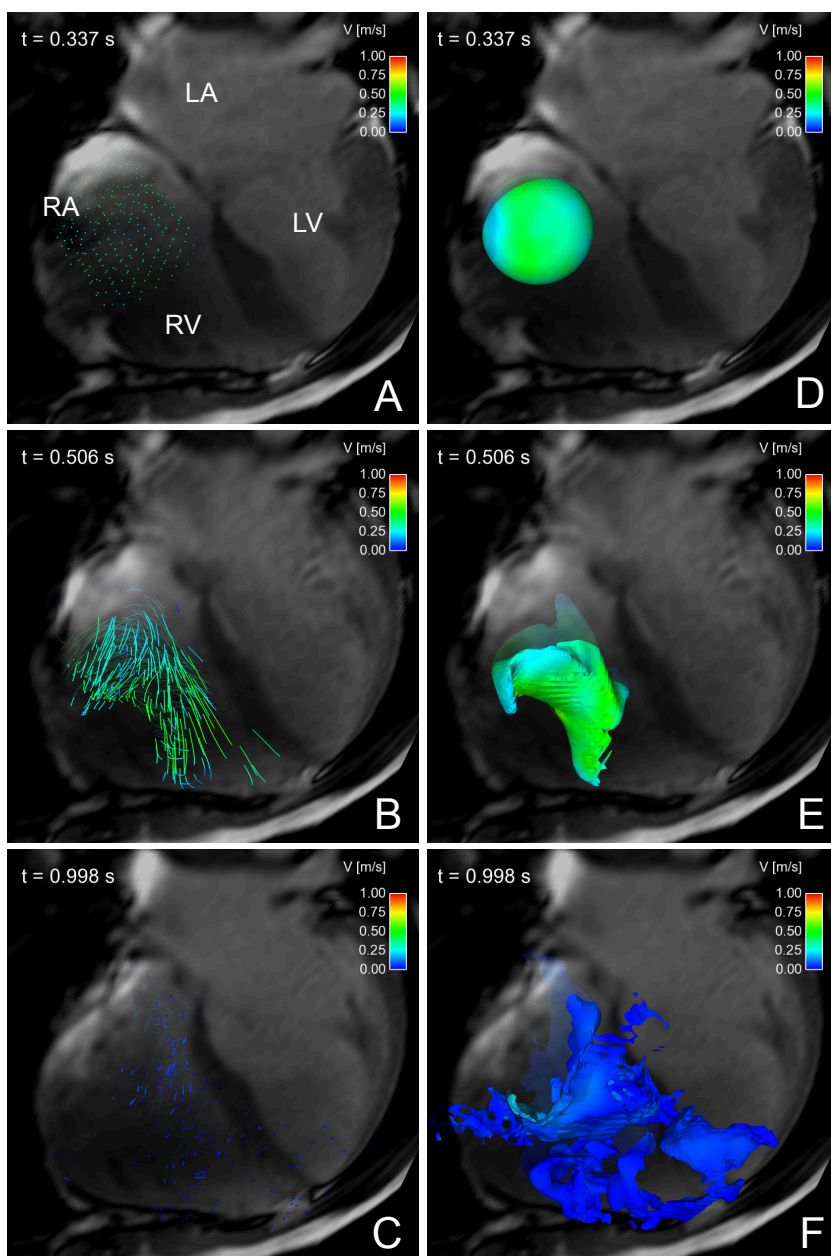 t = 0.337 s
V [m/s]
1.00
0.75
0.50
0.25
0.00
LA
RA
LV
RV
A
t = 0.337 s
V [m/s]
1.00
0.75
0.50
0.25
0.00
D
t = 0.506 s
V [m/s]
1.00
0.75
0.50
0.25
0.00
B
t = 0.506 s
V [m/s]
1.00
0.75
0.50
0.25
0.00
E
t = 0.998 s
V [m/s]
1.00
0.75
0.50
0.25
0.00
C
t = 0.998 s
V [m/s]
1.00
0.75
0.50
0.25
0.00
F